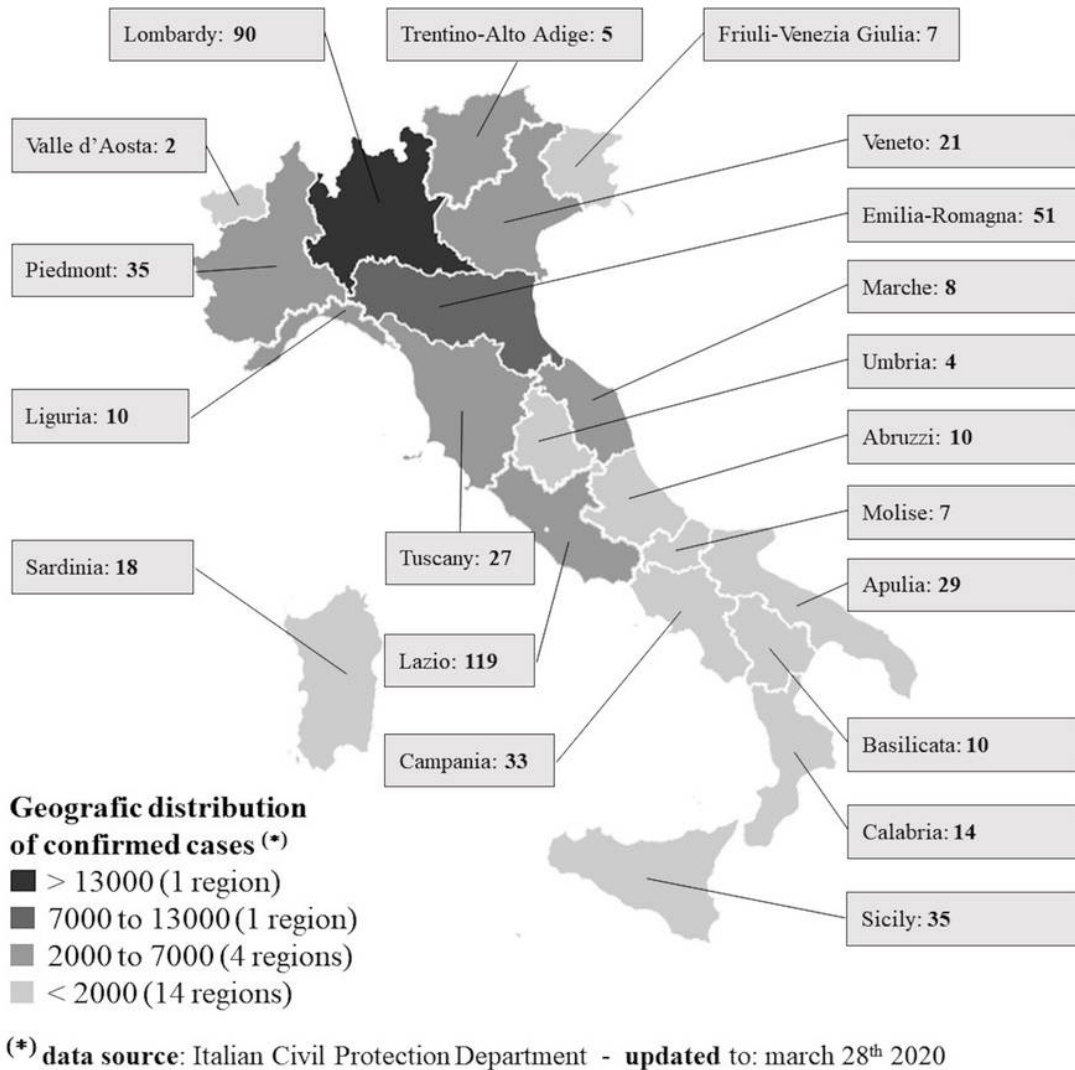 Lombardy: 90
Trentino-Alto Adige: 5
Friuli-Venezia Giulia: 7
Valle d’Aosta: 2
Veneto: 21
Emilia-Romagna: 51
Piedmont: 35
Marche: 8
Umbria: 4
Liguria: 10
Abruzzi: 10
Molise: 7
Sardinia: 18
Tuscany: 27
Apulia: 29
Lazio: 119
Campania: 33
Basilicata: 10
Calabria: 14
Sicily: 35
Geografic distribution
of confirmed cases (*)
> 13000 (1 region)
7000 to 13000 (1 region)
2000 to 7000 (4 regions)
< 2000 (14 regions)
(*) data source: Italian Civil Protection Department - updated to: march 28th 2020